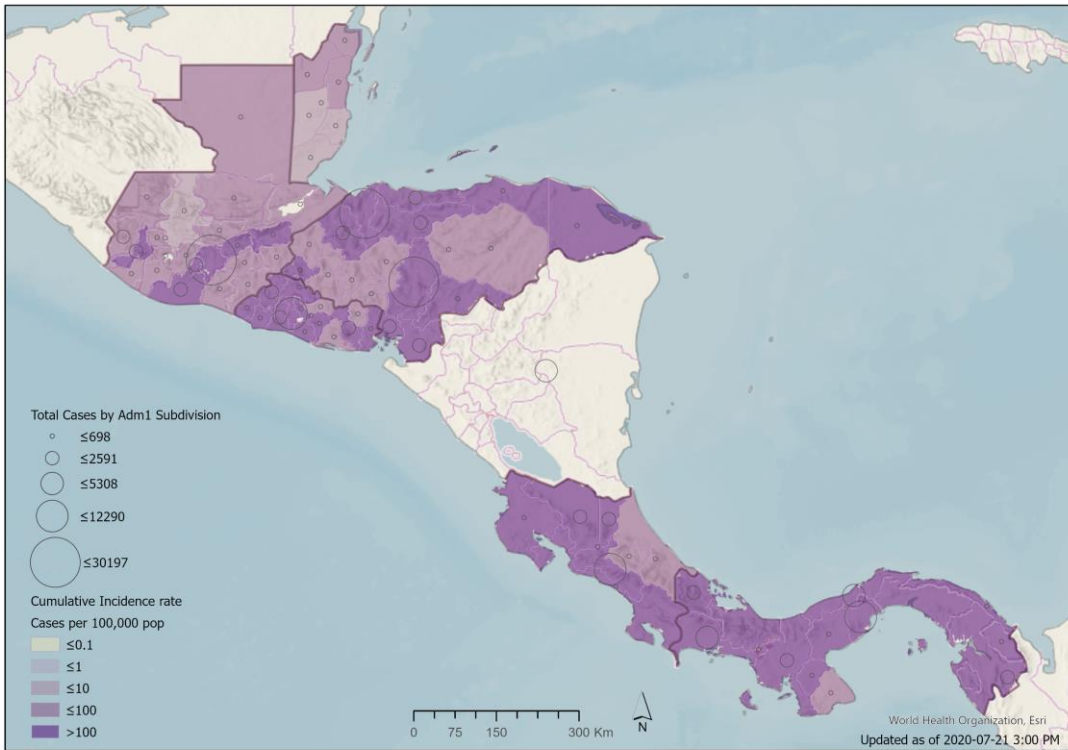 Total Cases by Adm1 Subdivision
≤698
≤2591
≤5308
≤12290
≤30197
Cumulative Incidence rate
Cases per 100,000 pop
≤0.1
≤1
≤10
≤100
>100
0 75 150 300 Km
N
World Health Organization, Esri
Updated as of 2020-07-21 3:00 PM